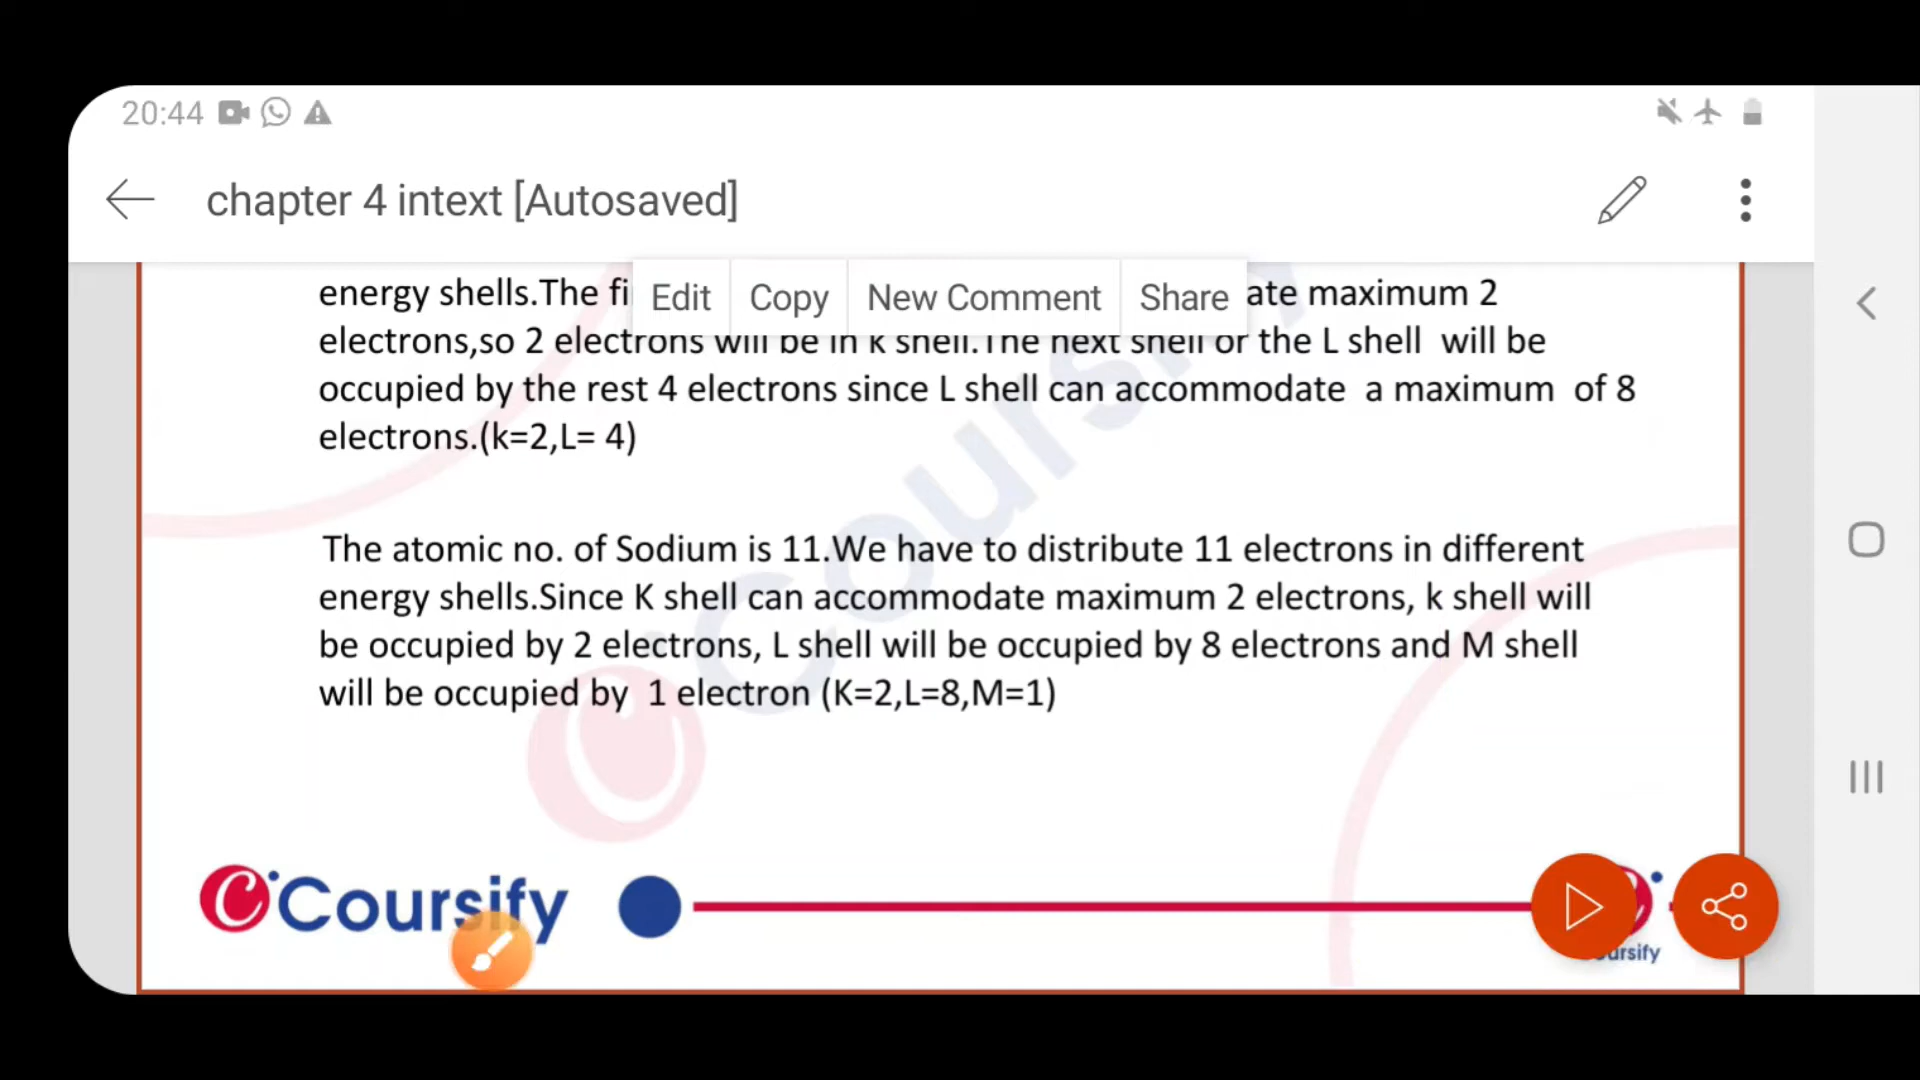 20:44
chapter 4 intext [Autosaved]
Edit Copy New Comment Share
energy shells.The fi ate maximum 2
electrons,so 2 electrons will be in k shell.The next shell or the L shell will be
occupied by the rest 4 electrons since L shell can accommodate a maximum of 8
electrons.(k=2,L= 4)
The atomic no. of Sodium is 11.We have to distribute 11 electrons in different
energy shells.Since K shell can accommodate maximum 2 electrons, k shell will
be occupied by 2 electrons, L shell will be occupied by 8 electrons and M shell
will be occupied by 1 electron (K=2,L=8,M=1)
Coursify
Coursify
ursify